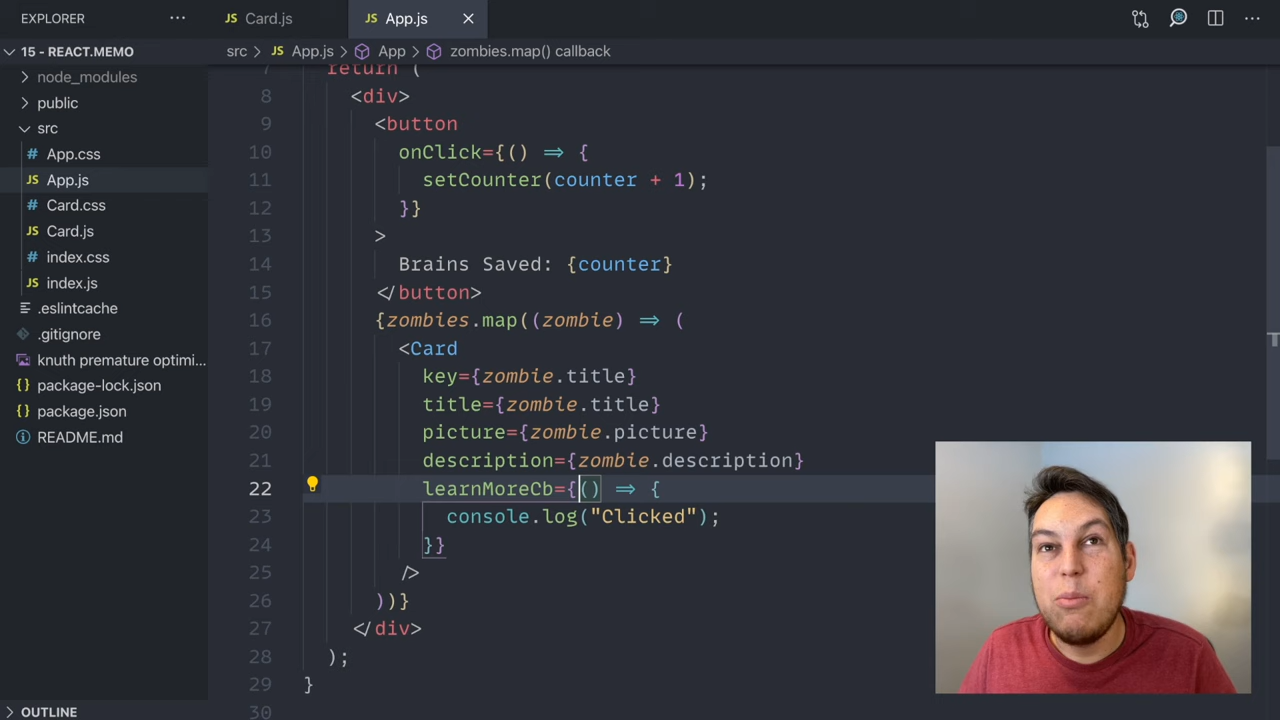 EXPLORER
Card.js
App.js
15 - REACT.MEMO
src > App.js > App > zombies.map() callback
node_modules
public
src
App.css
App.js
Card.css
Card.js
index.css
index.js
.eslintcache
.gitignore
knuth premature optimi...
package-lock.json
package.json
README.md
OUTLINE
7 return (
8 <div>
9 <button
10 onClick={() => {
11 setCounter(counter + 1);
12 }}
13 >
14 Brains Saved: {counter}
15 </button>
16 {zombies.map((zombie) => (
17 <Card
18 key={zombie.title}
19 title={zombie.title}
20 picture={zombie.picture}
21 description={zombie.description}
22 learnMoreCb={() => {
23 console.log("Clicked");
24 }}
25 />
26 ))}
27 </div>
28 );
29 }
30